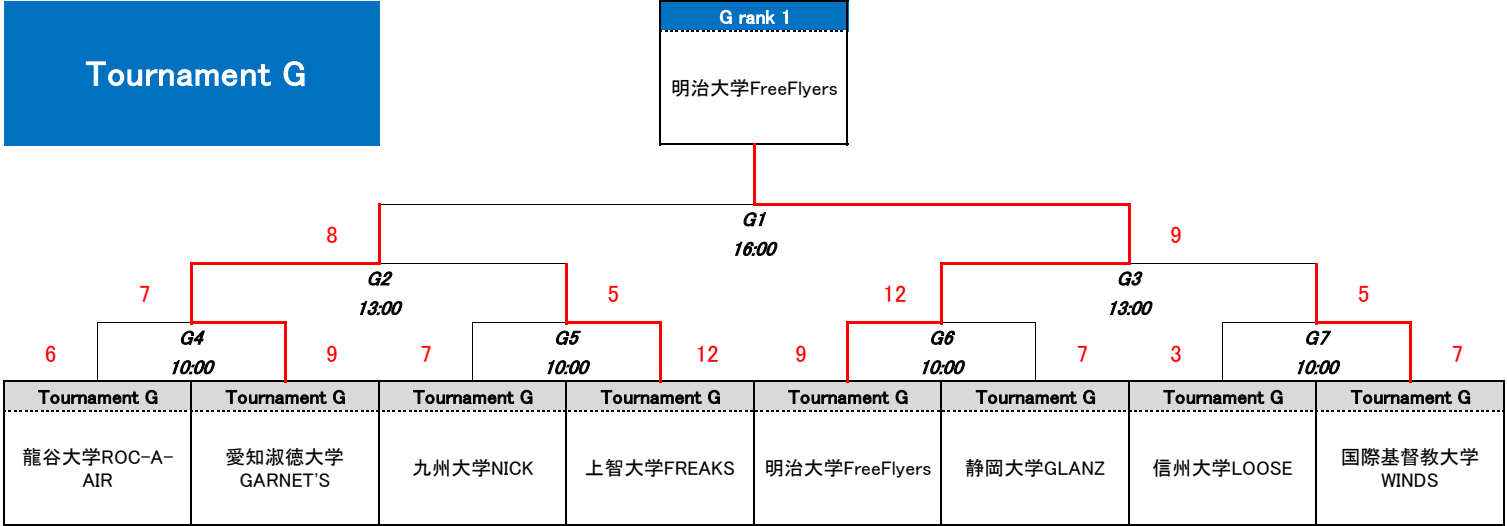 Tournament G
G rank 1
明治大学FreeFlyers
G1
8
9
16:00
G2
G3
7
5
12
5
13:00
13:00
G4
G5
G6
G7
6
9
7
12
9
7
3
7
10:00
10:00
10:00
10:00
Tournament G
Tournament G
Tournament G
Tournament G
Tournament G
Tournament G
Tournament G
Tournament G
龍谷大学ROC-A-
AIR
愛知淑徳大学
GARNET'S
九州大学NICK
上智大学FREAKS
明治大学FreeFlyers
静岡大学GLANZ
信州大学LOOSE
国際基督教大学
WINDS